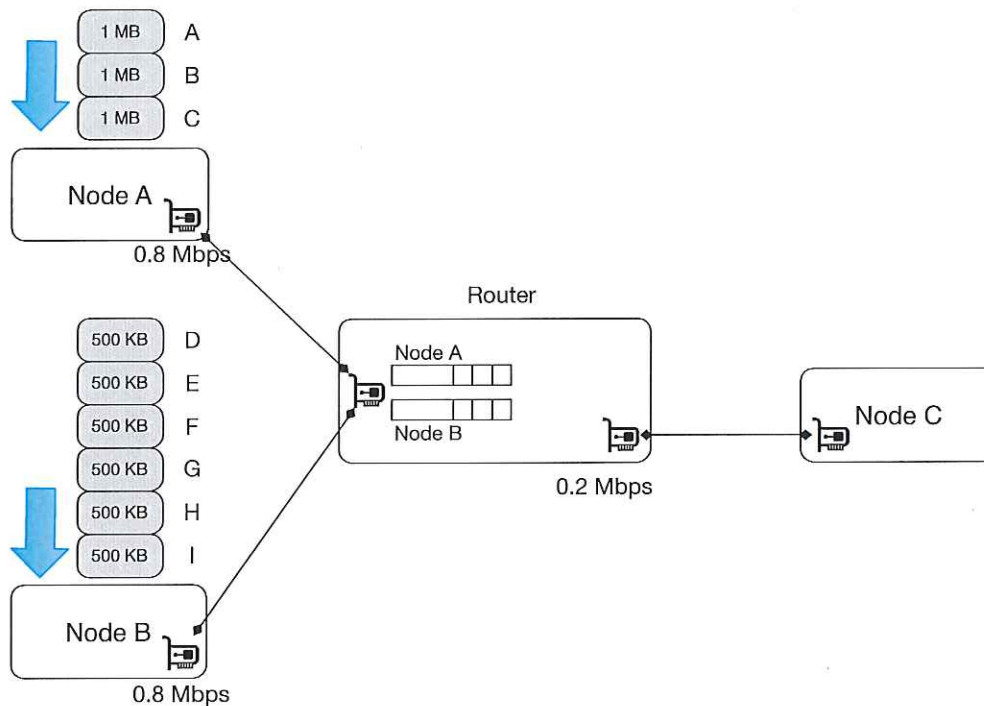 1 MB A
1 MB B
1 MB C
Node A
0.8 Mbps
500 KB D
500 KB E
500 KB F
500 KB G
500 KB H
500 KB I
Node B
0.8 Mbps
Router
Node A
Node B
0.2 Mbps
Node C